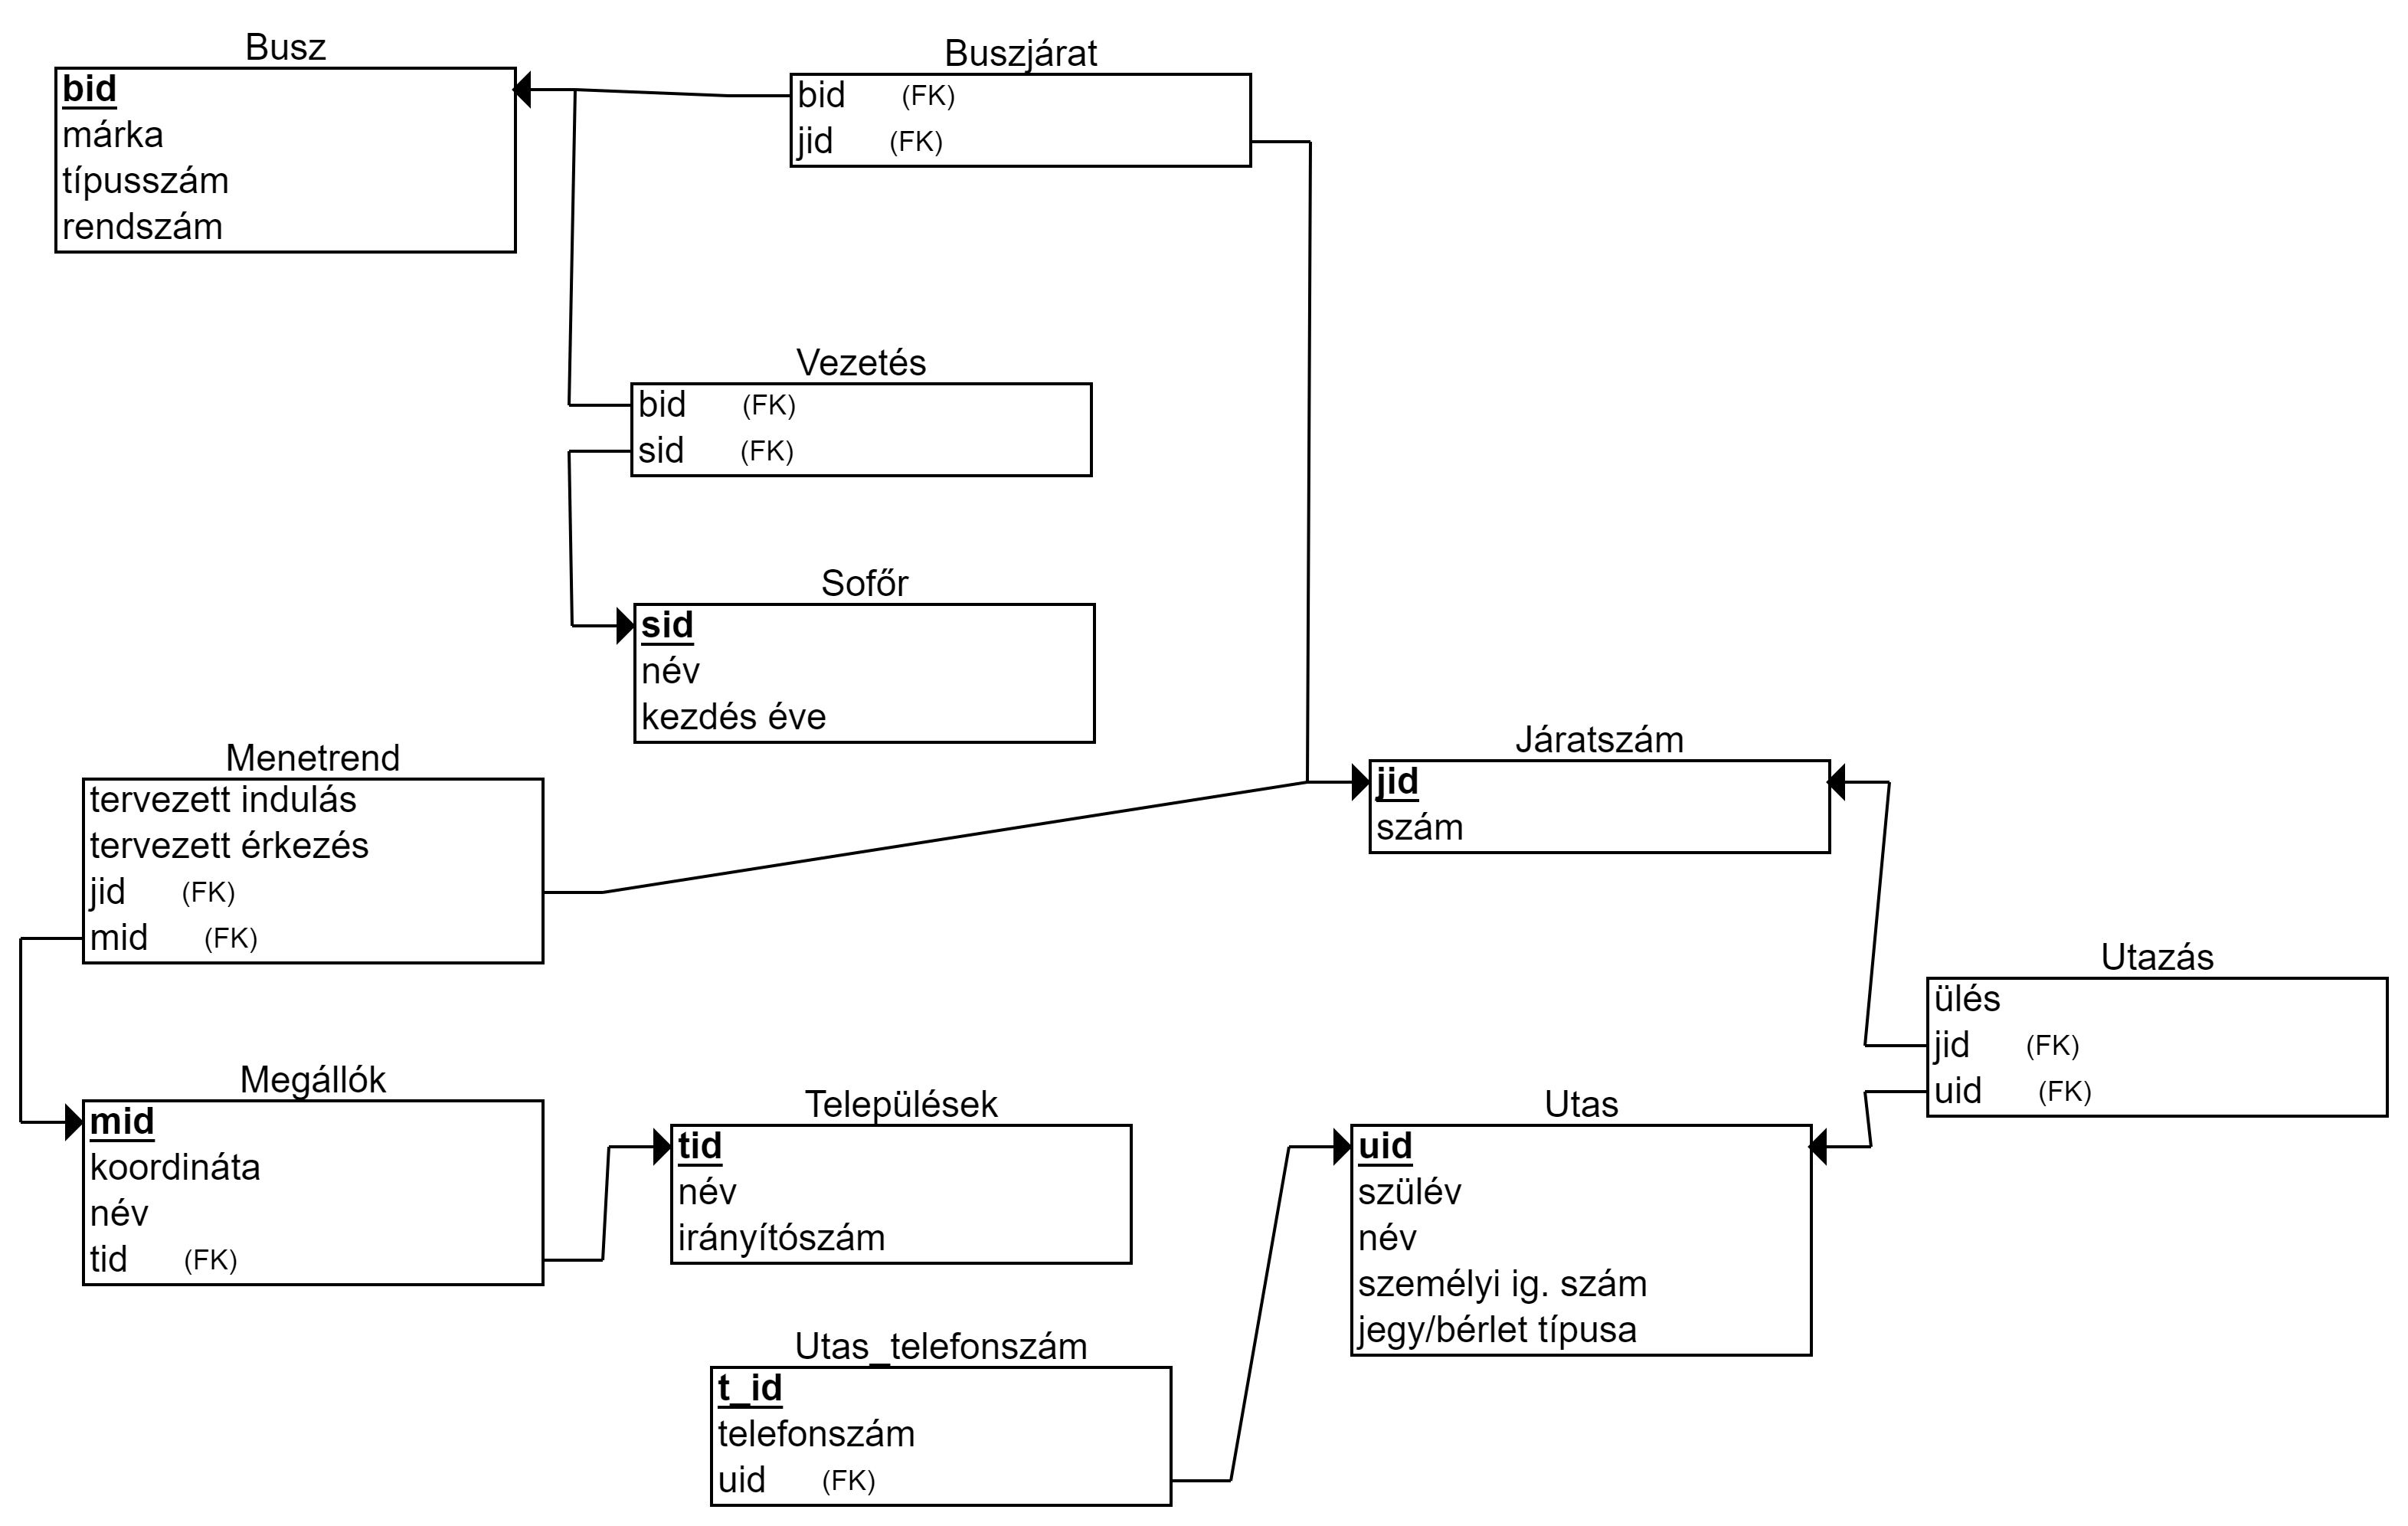 Busz
bid
márka
típusszám
rendszám
Buszjárat
bid (FK)
jid (FK)
Vezetés
bid (FK)
sid (FK)
Sofőr
sid
név
kezdés éve
Menetrend
tervezett indulás
tervezett érkezés
jid (FK)
mid (FK)
Járatszám
jid
szám
Utazás
ülés
jid (FK)
uid (FK)
Megállók
mid
koordináta
név
tid (FK)
Települések
tid
név
irányítószám
Utas
uid
szülév
név
személyi ig. szám
jegy/bérlet típusa
Utas_telefonszám
t_id
telefonszám
uid (FK)